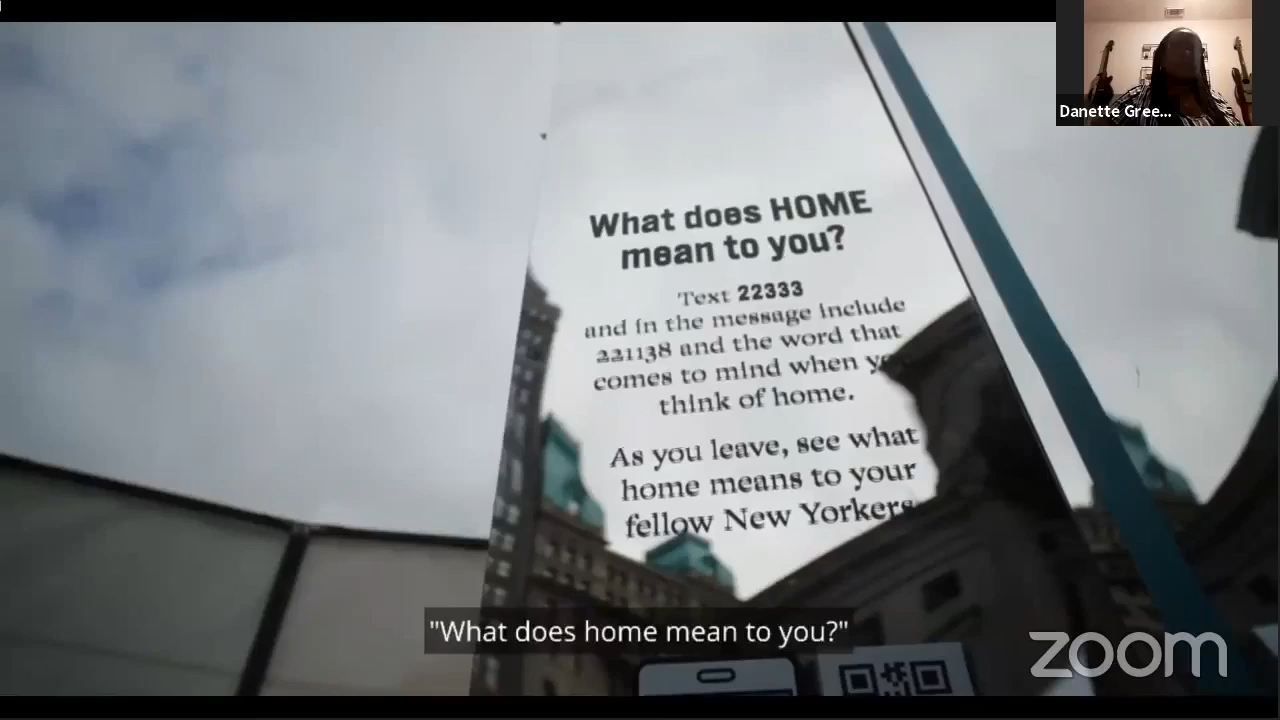 Danette Gree...
What does HOME
mean to you?
Text 22333
and in the message include
221138 and the word that
comes to mind when
think of home.
As you leave, see what
home means to your
fellow New Yorkers
"What does home mean to you?"
zoom